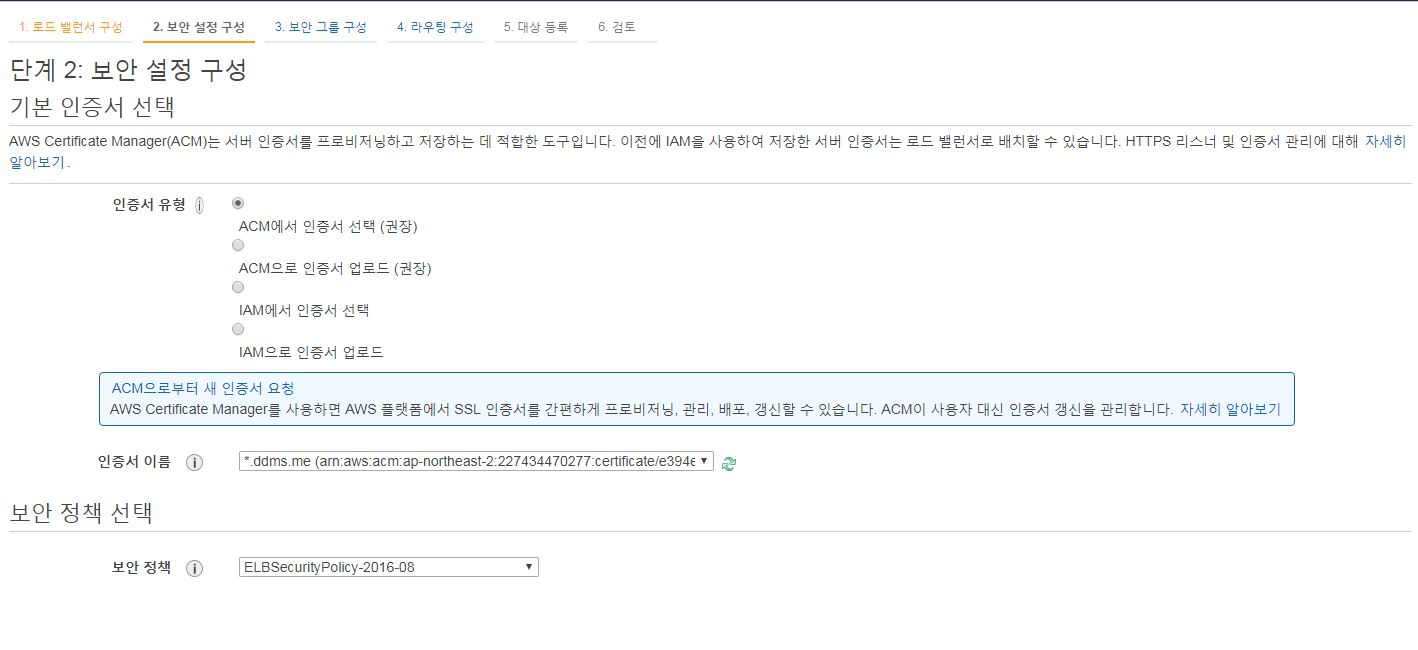 1. 로드 밸런서 구성 2. 보안 설정 구성 3. 보안 그룹 구성 4. 라우팅 구성 5. 대상 등록 6. 검토
단계 2: 보안 설정 구성
기본 인증서 선택
AWS Certificate Manager(ACM)는 서버 인증서를 프로비저닝하고 저장하는 데 적합한 도구입니다. 이전에 IAM을 사용하여 저장한 서버 인증서는 로드 밸런서로 배치할 수 있습니다. HTTPS 리스너 및 인증서 관리에 대해 자세히
알아보기.
인증서 유형
ACM에서 인증서 선택 (권장)
ACM으로 인증서 업로드 (권장)
IAM에서 인증서 선택
IAM으로 인증서 업로드
ACM으로부터 새 인증서 요청
AWS Certificate Manager를 사용하면 AWS 플랫폼에서 SSL 인증서를 간편하게 프로비저닝, 관리, 배포, 갱신할 수 있습니다. ACM이 사용자 대신 인증서 갱신을 관리합니다. 자세히 알아보기
인증서 이름 *.ddms.me (arn:aws:acm:ap-northeast-2:227434470277:certificate/e394e
보안 정책 선택
보안 정책 ELBSecurityPolicy-2016-08